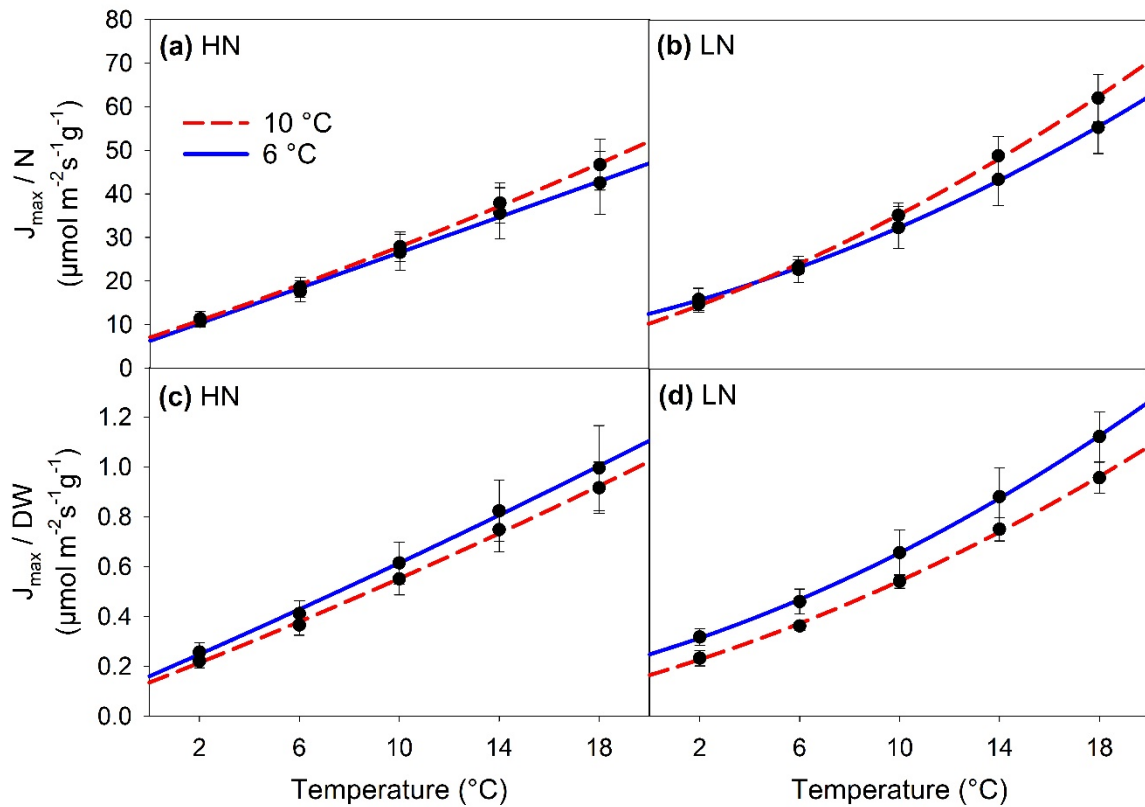 (a) HN
(b) LN
80
70
60
50
40
30
20
10
0
J_max / N
(µmol m⁻²s⁻¹g⁻¹)
10 °C
6 °C
(c) HN
(d) LN
1.2
1.0
0.8
0.6
0.4
0.2
0.0
J_max / DW
(µmol m⁻²s⁻¹g⁻¹)
2 6 10 14 18
2 6 10 14 18
Temperature (°C)
Temperature (°C)